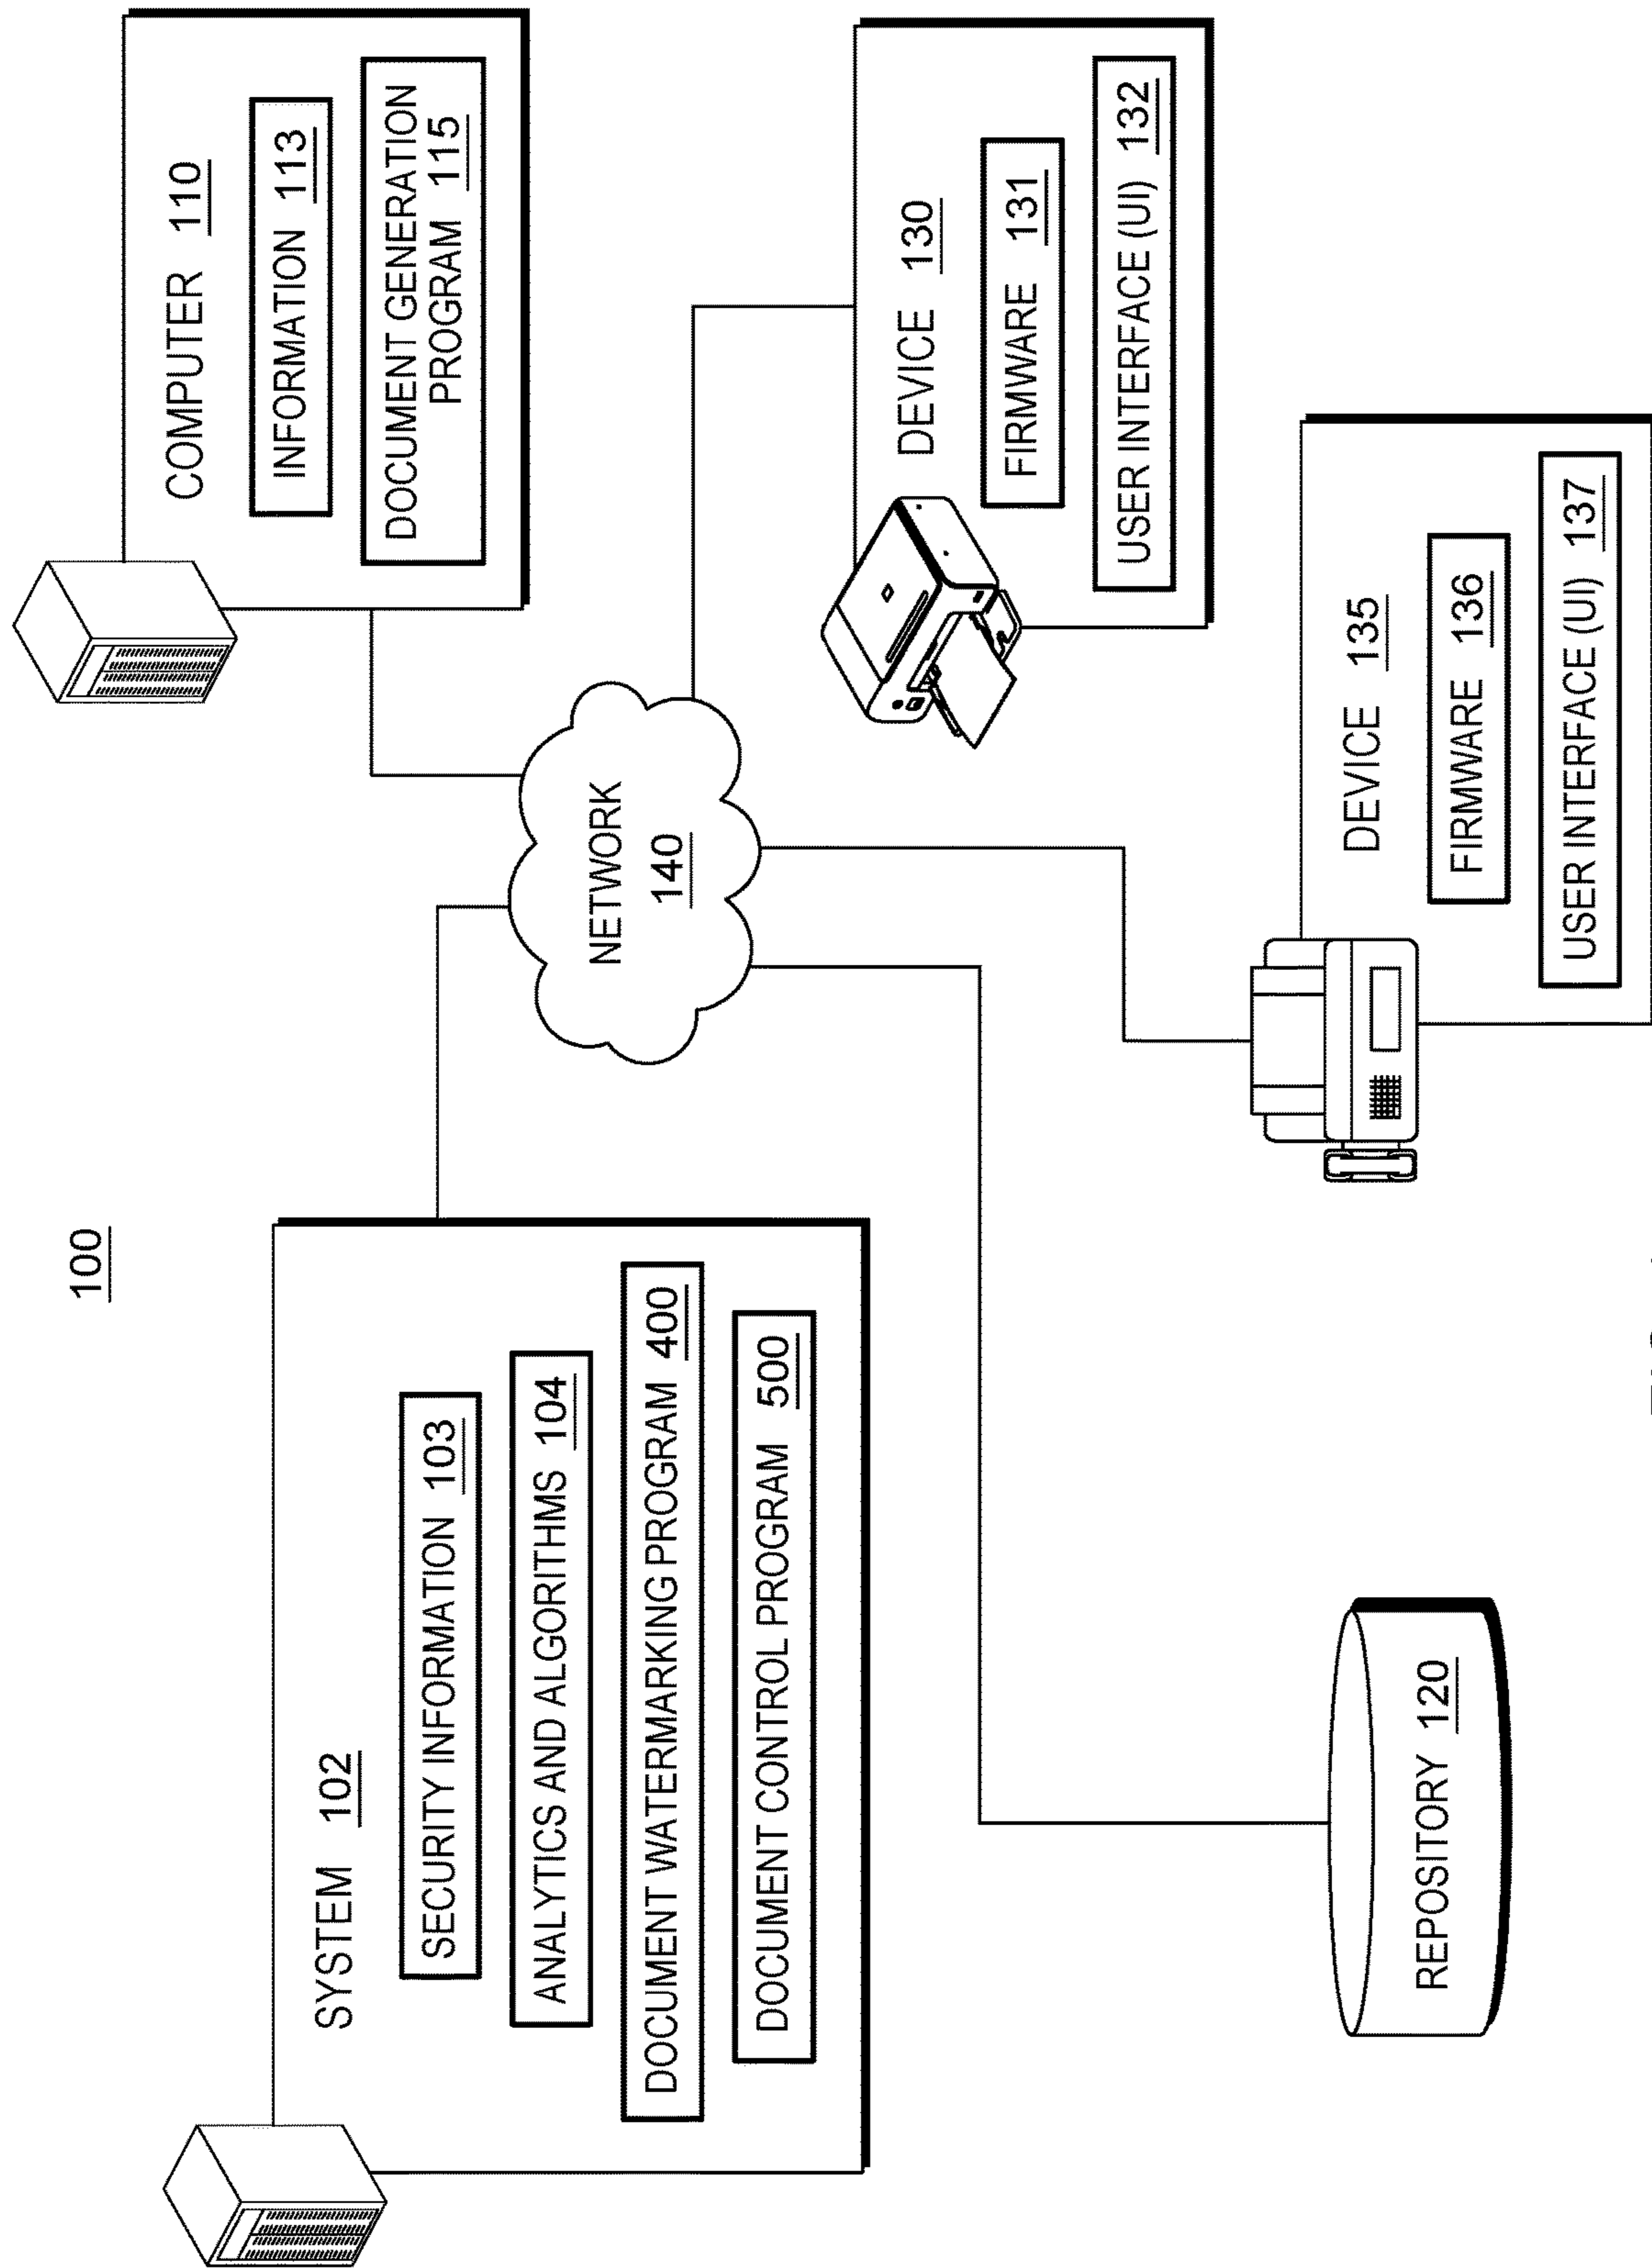 100
SYSTEM 102
SECURITY INFORMATION 103
ANALYTICS AND ALGORITHMS 104
DOCUMENT WATERMARKING PROGRAM 400
DOCUMENT CONTROL PROGRAM 500
COMPUTER 110
INFORMATION 113
DOCUMENT GENERATION
PROGRAM 115
NETWORK
140
DEVICE 130
FIRMWARE 131
USER INTERFACE (UI) 132
DEVICE 135
FIRMWARE 136
USER INTERFACE (UI) 137
REPOSITORY 120